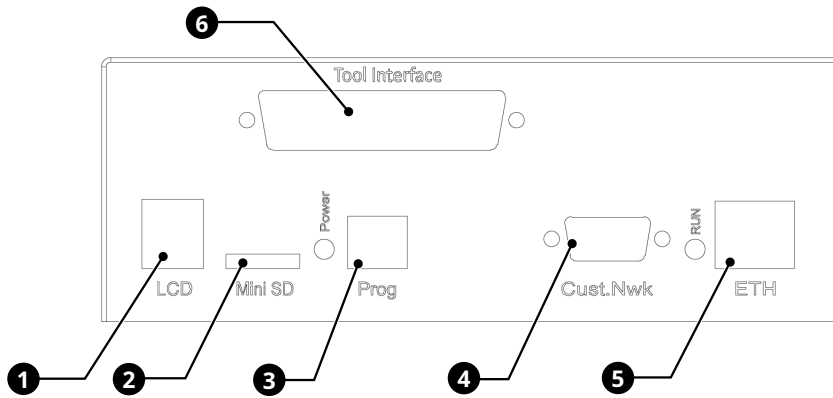 6
Tool Interface
Power
RUN
LCD
Mini SD
Prog
Cust.Nwk
ETH
1
2
3
4
5